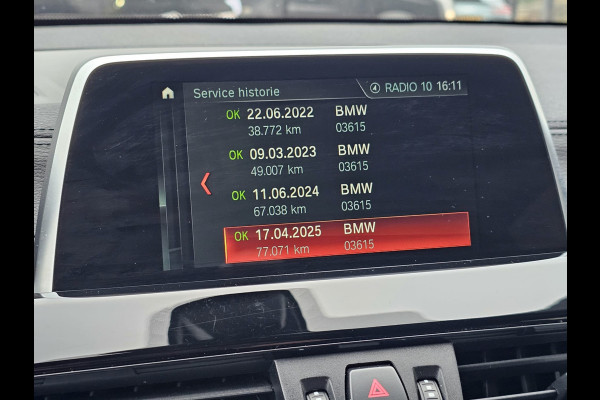 Service historie ④ RADIO 10 16:11
OK 22.06.2022 BMW
38.772 km 03615
OK 09.03.2023 BMW
49.007 km 03615
OK 11.06.2024 BMW
67.038 km 03615
OK 17.04.2025 BMW
77.071 km 03615